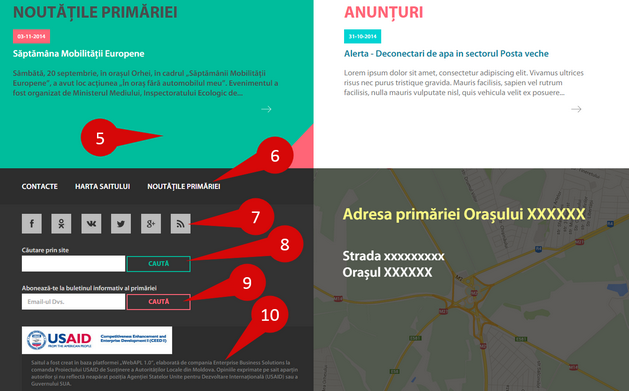 NOUTĂȚILE PRIMĂRIEI
03-11-2014
Săptămâna Mobilității Europene
Sâmbătă, 20 septembrie, în orașul Orhei, în cadrul „Săptămânii Mobilității
Europene”, a avut loc acțiunea „În oraș fără automobilul meu”. Evenimentul a
fost organizat de Ministerul Mediului, Inspectoratului Ecologic de...
ANUNȚURI
31-10-2014
Alerta - Deconectari de apa in sectorul Posta veche
Lorem ipsum dolor sit amet, consectetur adipiscing elit. Vivamus ultrices
nec purus tristique gravida. Mauris facilisis, sapien vel rutrum
facilisis, nulla mauris vulputate nisl, quis vehicula velit ex posuere...
5
6
CONTACTE HARTA SAITULUI NOUTĂȚILE PRIMĂRIEI
7
Căutare prin site
CAUTĂ
8
Abonează-te la buletinul informativ al primăriei
Email-ul Dvs.
CAUTĂ
9
10
USAID
FROM THE AMERICAN PEOPLE
Competitiveness Enhancement and
Enterprise Development II (CEED II)
Saitul a fost creat în baza platformei „WebAPL 1.0”, elaborată de compania Enterprise Business Solutions la
comanda Proiectului USAID de Susținere a Autorităților Locale din Moldova. Opiniile exprimate pe sait aparțin
autorilor și nu reflectă neapărat poziția Agenției Statelor Unite pentru Dezvoltare Internațională (USAID) sau a
Guvernului SUA.
Adresa primăriei Orașului XXXXXX
Strada xxxxxxxxx
Orașul XXXXXX